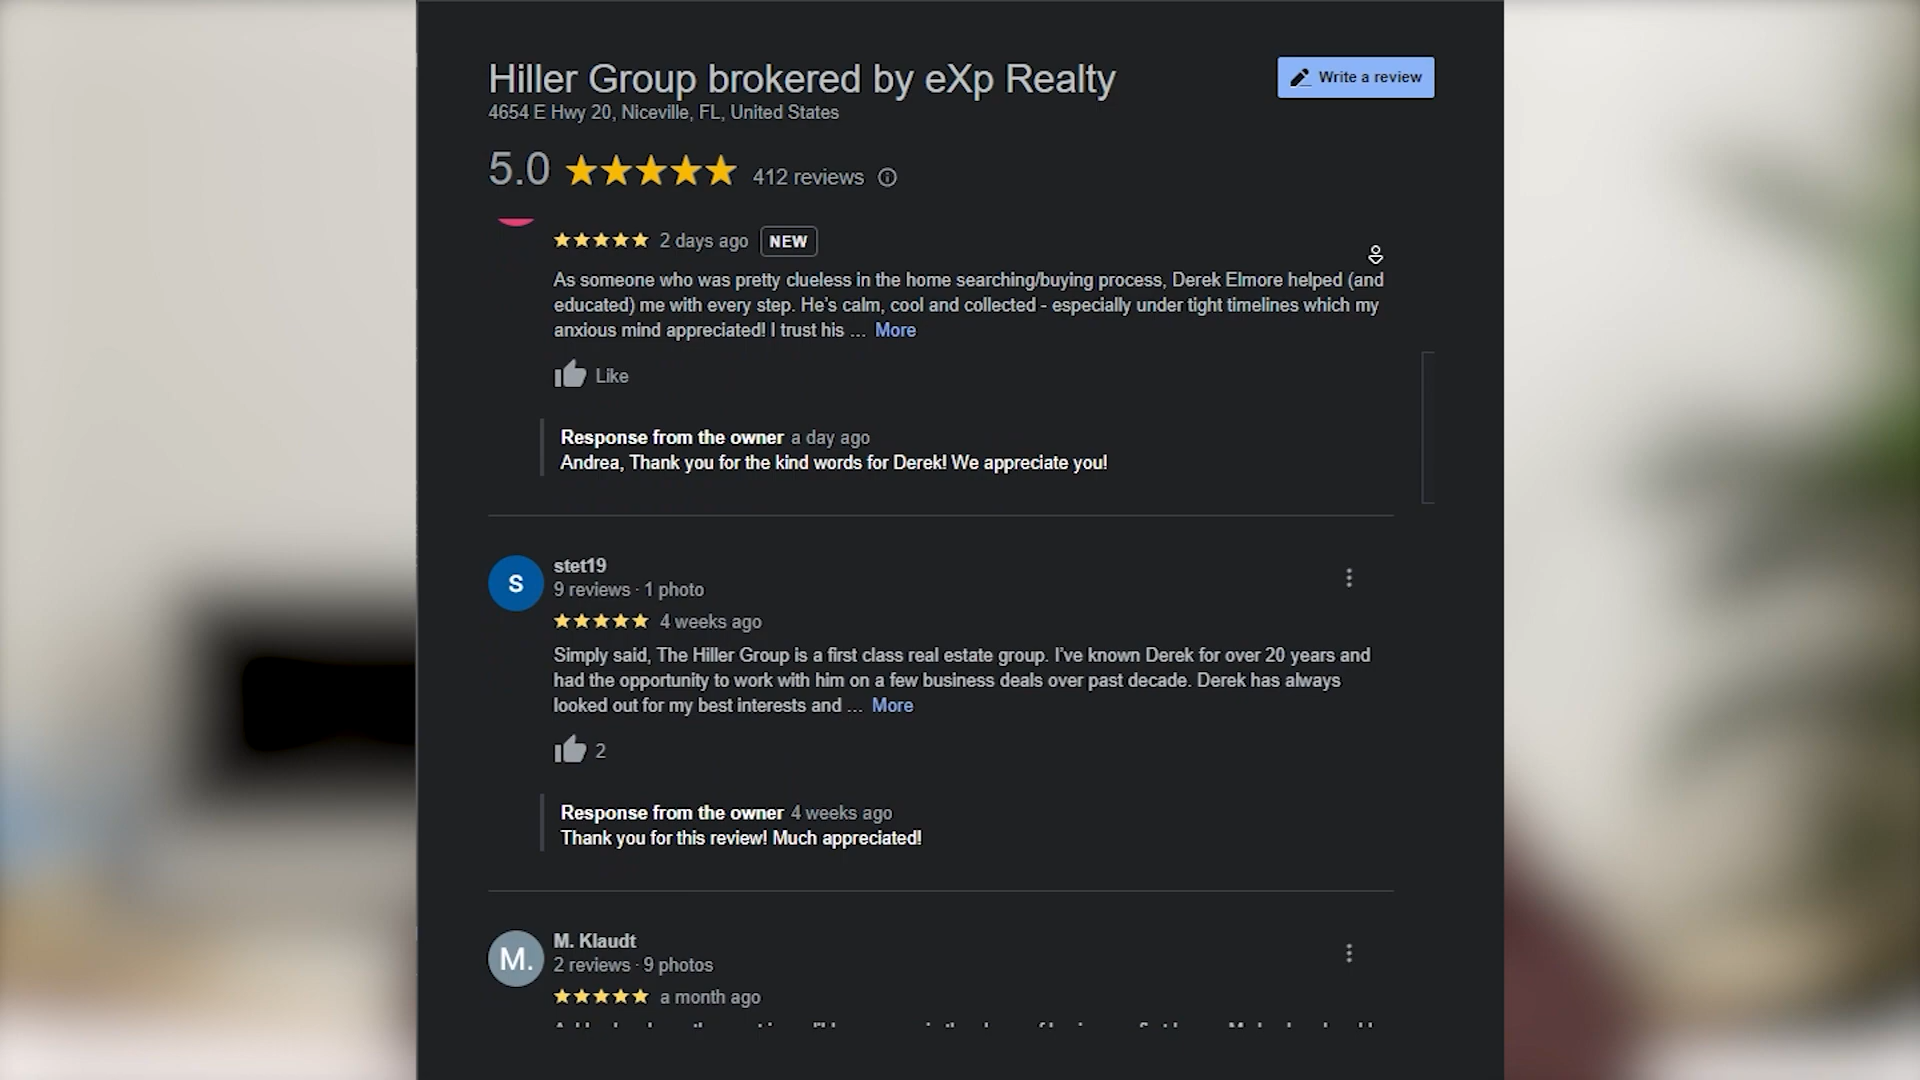 Hiller Group brokered by eXp Realty
Write a review
4654 E Hwy 20, Niceville, FL, United States
5.0 412 reviews
2 days ago NEW
As someone who was pretty clueless in the home searching/buying process, Derek Elmore helped (and
educated) me with every step. He's calm, cool and collected - especially under tight timelines which my
anxious mind appreciated! I trust his ... More
Like
Response from the owner a day ago
Andrea, Thank you for the kind words for Derek! We appreciate you!
S
stet19
9 reviews · 1 photo
4 weeks ago
Simply said, The Hiller Group is a first class real estate group. I've known Derek for over 20 years and
had the opportunity to work with him on a few business deals over past decade. Derek has always
looked out for my best interests and ... More
2
Response from the owner 4 weeks ago
Thank you for this review! Much appreciated!
M.
M. Klaudt
2 reviews · 9 photos
a month ago